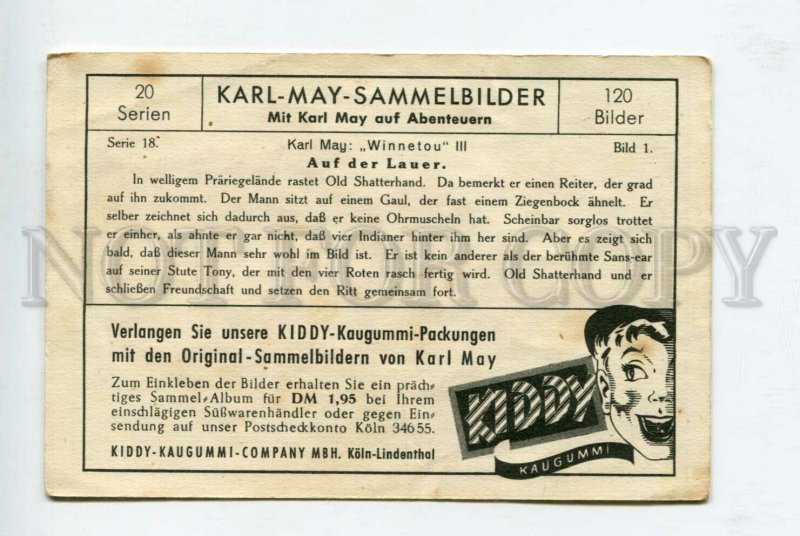 20
Serien
KARL-MAY-SAMMELBILDER
Mit Karl May auf Abenteuern
120
Bilder
Serie 18. Karl May: „Winnetou" III Bild 1.
Auf der Lauer.
In welligem Präriegelände rastet Old Shatterhand. Da bemerkt er einen Reiter, der grad
auf ihn zukommt. Der Mann sitzt auf einem Gaul, der fast einem Ziegenbock ähnelt. Er
selber zeichnet sich dadurch aus, daß er keine Ohrmuscheln hat. Scheinbar sorglos trottet
er einher, als ahnte er gar nicht, daß vier Indianer hinter ihm her sind. Aber es zeigt sich
bald, daß dieser Mann sehr wohl im Bild ist. Er ist kein anderer als der berühmte Sans-ear
auf seiner Stute Tony, der mit den vier Roten rasch fertig wird. Old Shatterhand und er
schließen Freundschaft und setzen den Ritt gemeinsam fort.
NOT FOR COPY
Verlangen Sie unsere KIDDY-Kaugummi-Packungen
mit den Original-Sammelbildern von Karl May
Zum Einkleben der Bilder erhalten Sie ein präch-
tiges Sammel-Album für DM 1,95 bei Ihrem
einschlägigen Süßwarenhändler oder gegen Ein-
sendung auf unser Postscheckkonto Köln 34655.
KIDDY-KAUGUMMI-COMPANY MBH. Köln-Lindenthal
KIDDY
KAUGUMMI